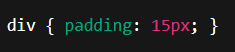 div { padding: 15px; }